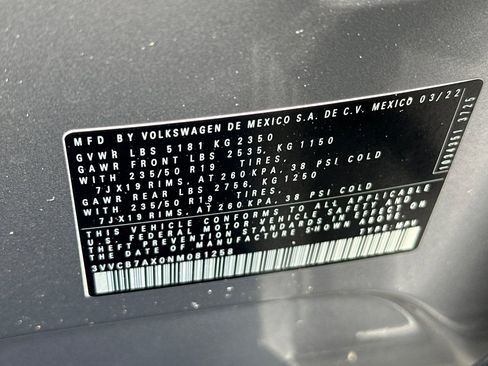 MFD BY VOLKSWAGEN DE MEXICO S.A. DE C.V. MEXICO 03/22
GVWR LBS 5181 KG 2350
GAWR FRONT LBS 2535, KG 1150
WITH 235/50 R19 TIRES,
7JX19 RIMS, AT 260 KPA, 38 PSI COLD
GAWR REAR LBS 2756, KG 1250
WITH 235/50 R19 TIRES,
7JX19 RIMS, AT 260 KPA, 38 PSI COLD
THIS VEHICLE CONFORMS TO ALL APPLICABLE
U.S. FEDERAL MOTOR VEHICLE SAFETY AND
THEFT PREVENTION STANDARDS IN EFFECT ON
THE DATE OF MANUFACTURE SHOWN ABOVE.
3VVCB7AX0NM081258 TYPE: MPV